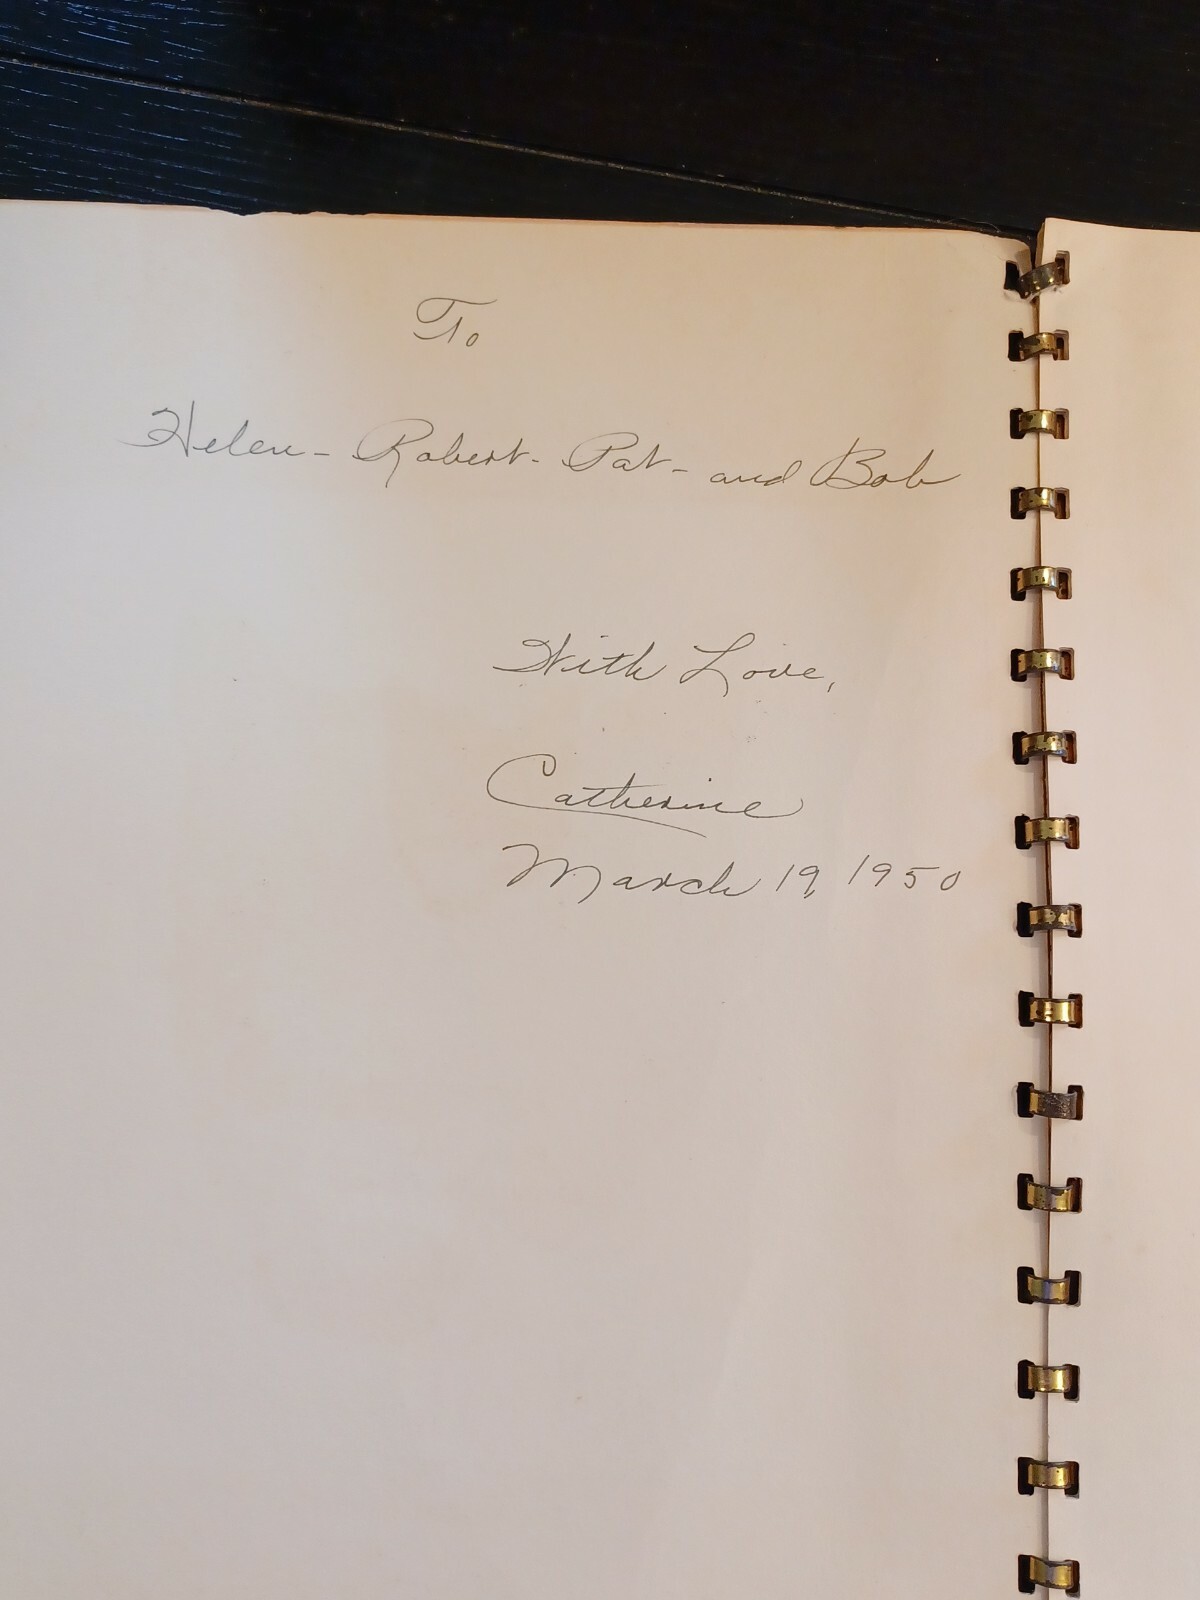 To
Helen - Robert - Pat - and Bob
With Love,
Catherine
March 19, 1950